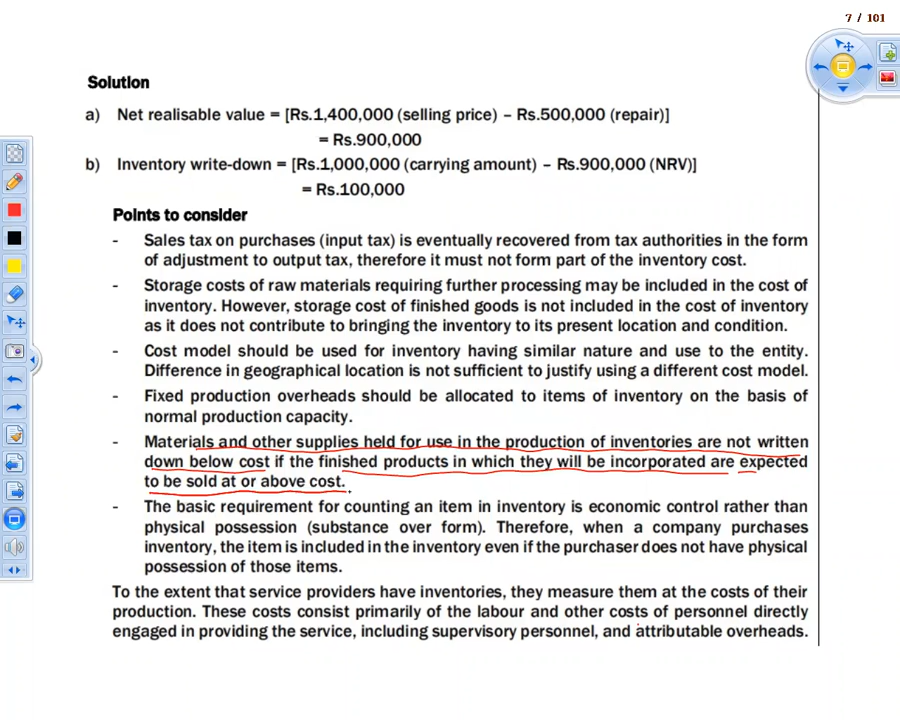 7 / 101
Solution
a) Net realisable value = [Rs.1,400,000 (selling price) – Rs.500,000 (repair)]
= Rs.900,000
b) Inventory write-down = [Rs.1,000,000 (carrying amount) – Rs.900,000 (NRV)]
= Rs.100,000
Points to consider
- Sales tax on purchases (input tax) is eventually recovered from tax authorities in the form
of adjustment to output tax, therefore it must not form part of the inventory cost.
- Storage costs of raw materials requiring further processing may be included in the cost of
inventory. However, storage cost of finished goods is not included in the cost of inventory
as it does not contribute to bringing the inventory to its present location and condition.
- Cost model should be used for inventory having similar nature and use to the entity.
Difference in geographical location is not sufficient to justify using a different cost model.
- Fixed production overheads should be allocated to items of inventory on the basis of
normal production capacity.
- Materials and other supplies held for use in the production of inventories are not written
down below cost if the finished products in which they will be incorporated are expected
to be sold at or above cost.
- The basic requirement for counting an item in inventory is economic control rather than
physical possession (substance over form). Therefore, when a company purchases
inventory, the item is included in the inventory even if the purchaser does not have physical
possession of those items.
To the extent that service providers have inventories, they measure them at the costs of their
production. These costs consist primarily of the labour and other costs of personnel directly
engaged in providing the service, including supervisory personnel, and attributable overheads.